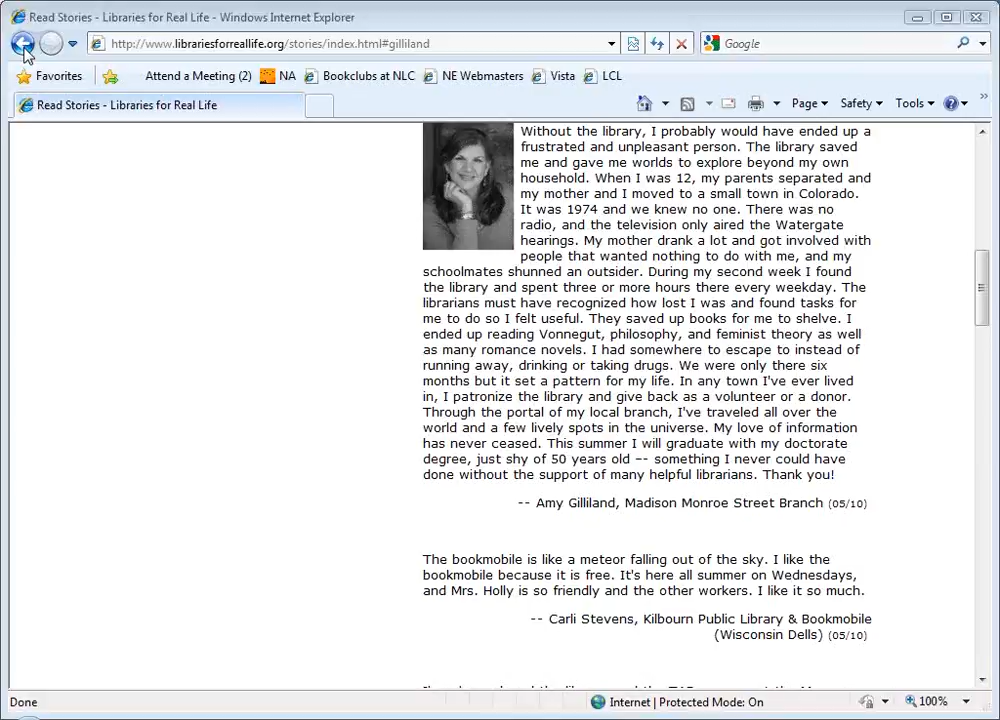 Read Stories - Libraries for Real Life - Windows Internet Explorer
http://www.librariesforreallife.org/stories/index.html#gilliland
Google
Favorites
Attend a Meeting (2)
NA
Bookclubs at NLC
NE Webmasters
Vista
LCL
Read Stories - Libraries for Real Life
Page
Safety
Tools
Without the library, I probably would have ended up a
frustrated and unpleasant person. The library saved
me and gave me worlds to explore beyond my own
household. When I was 12, my parents separated and
my mother and I moved to a small town in Colorado.
It was 1974 and we knew no one. There was no
radio, and the television only aired the Watergate
hearings. My mother drank a lot and got involved with
people that wanted nothing to do with me, and my
schoolmates shunned an outsider. During my second week I found
the library and spent three or more hours there every weekday. The
librarians must have recognized how lost I was and found tasks for
me to do so I felt useful. They saved up books for me to shelve. I
ended up reading Vonnegut, philosophy, and feminist theory as well
as many romance novels. I had somewhere to escape to instead of
running away, drinking or taking drugs. We were only there six
months but it set a pattern for my life. In any town I've ever lived
in, I patronize the library and give back as a volunteer or a donor.
Through the portal of my local branch, I've traveled all over the
world and a few lively spots in the universe. My love of information
has never ceased. This summer I will graduate with my doctorate
degree, just shy of 50 years old -- something I never could have
done without the support of many helpful librarians. Thank you!
-- Amy Gilliland, Madison Monroe Street Branch (05/10)
The bookmobile is like a meteor falling out of the sky. I like the
bookmobile because it is free. It's here all summer on Wednesdays,
and Mrs. Holly is so friendly and the other workers. I like it so much.
-- Carli Stevens, Kilbourn Public Library & Bookmobile
(Wisconsin Dells) (05/10)
Done
Internet | Protected Mode: On
100%